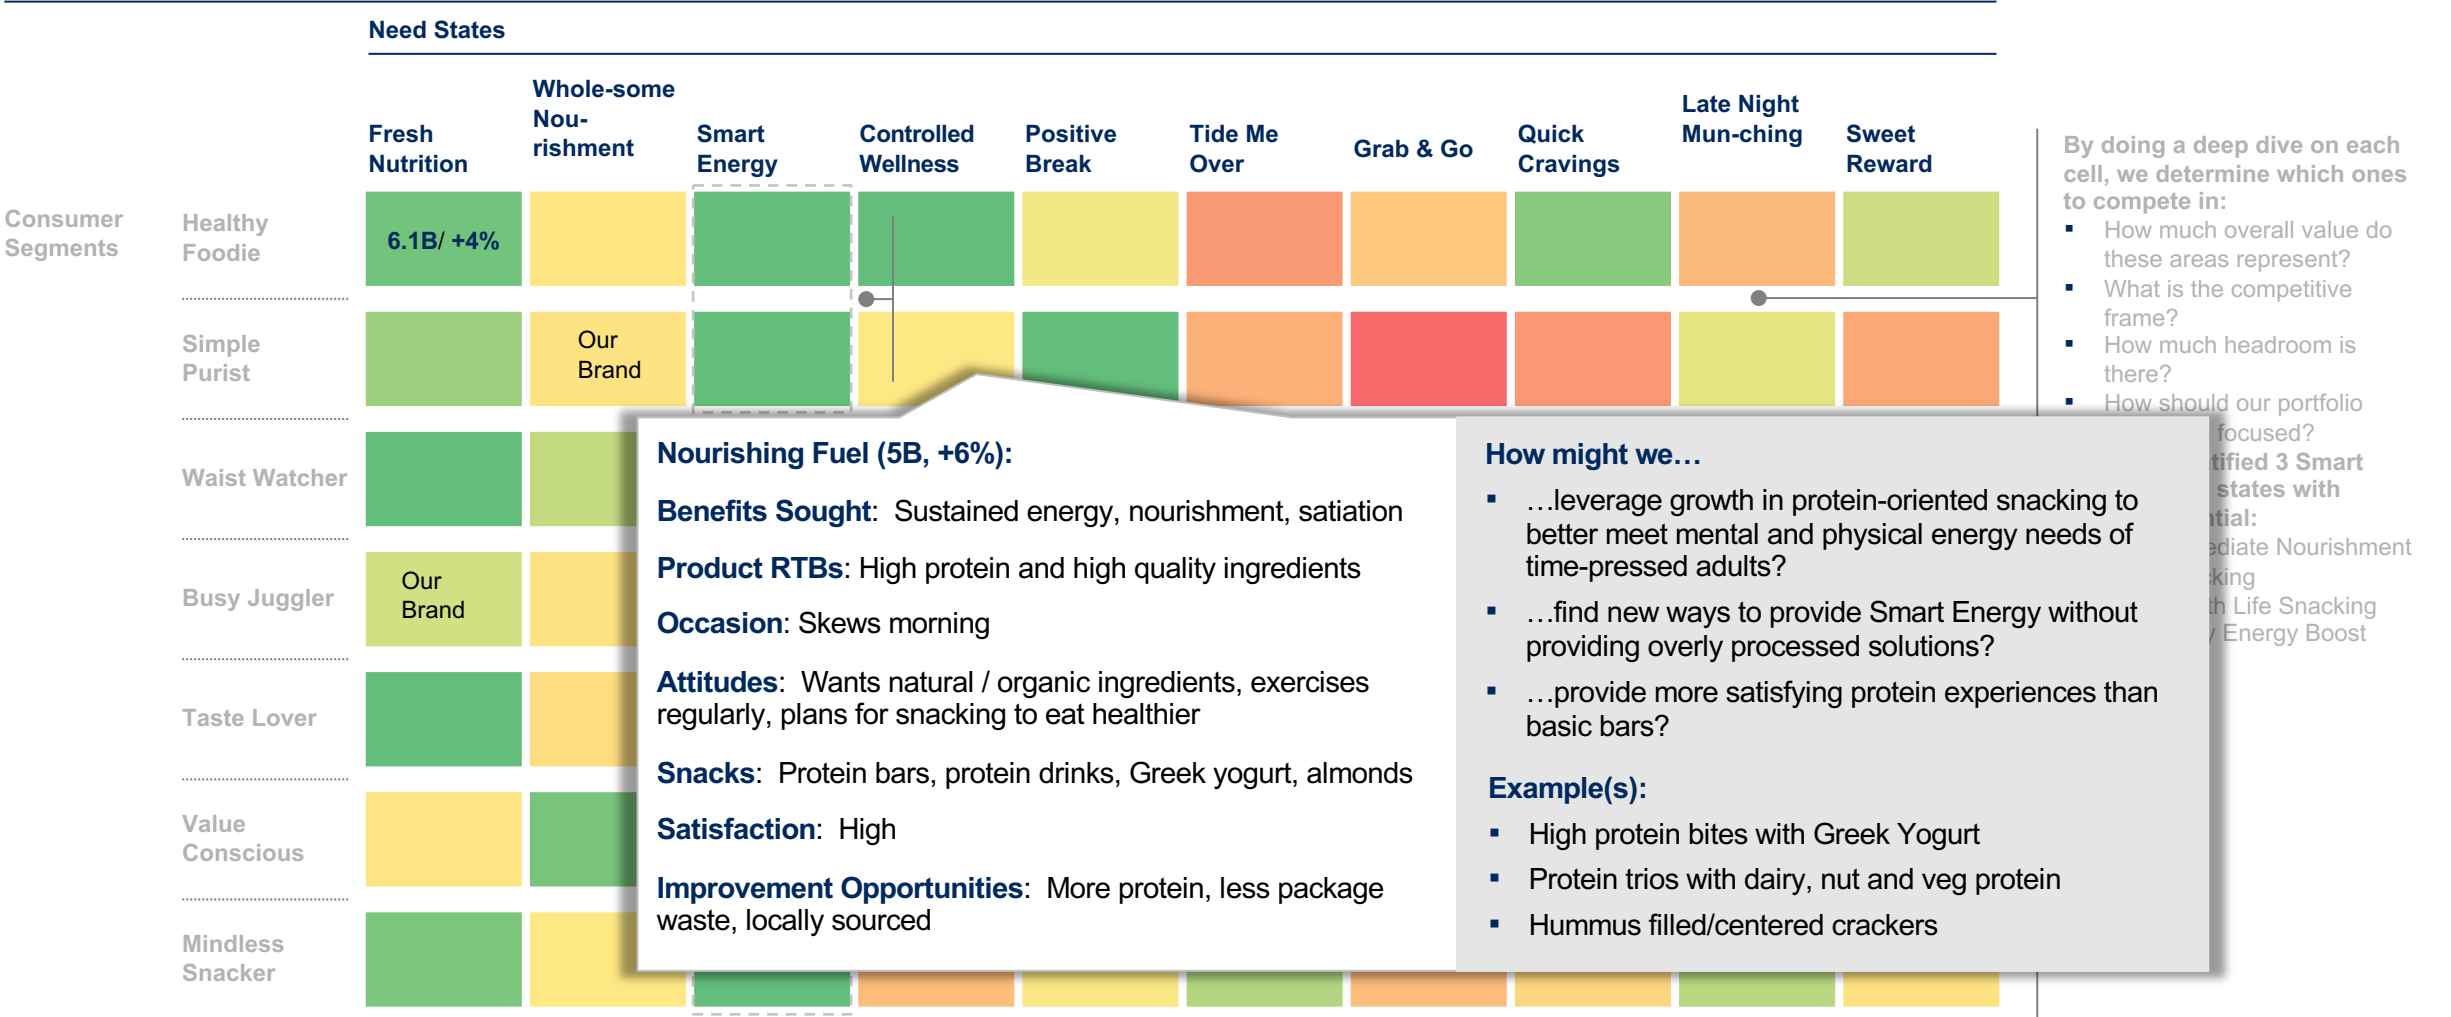 Need States
Fresh
Nutrition
Whole-some
Nou-
rishment
Smart
Energy
Controlled
Wellness
Positive
Break
Tide Me
Over
Grab & Go
Quick
Cravings
Late Night
Mun-ching
Sweet
Reward
Consumer
Segments
Healthy
Foodie
6.1B/ +4%
Simple
Purist
Our
Brand
Waist Watcher
Busy Juggler
Our
Brand
Taste Lover
Value
Conscious
Mindless
Snacker
Nourishing Fuel (5B, +6%):
Benefits Sought: Sustained energy, nourishment, satiation
Product RTBs: High protein and high quality ingredients
Occasion: Skews morning
Attitudes: Wants natural / organic ingredients, exercises
regularly, plans for snacking to eat healthier
Snacks: Protein bars, protein drinks, Greek yogurt, almonds
Satisfaction: High
Improvement Opportunities: More protein, less package
waste, locally sourced
How might we…
▪ …leverage growth in protein-oriented snacking to
better meet mental and physical energy needs of
time-pressed adults?
▪ …find new ways to provide Smart Energy without
providing overly processed solutions?
▪ …provide more satisfying protein experiences than
basic bars?
Example(s):
▪ High protein bites with Greek Yogurt
▪ Protein trios with dairy, nut and veg protein
▪ Hummus filled/centered crackers
By doing a deep dive on each
cell, we determine which ones
to compete in:
▪ How much overall value do
these areas represent?
▪ What is the competitive
frame?
▪ How much headroom is
there?
▪ How should our portfolio
focused?
3 Smart
states with
Nourishment
Life Snacking
Energy Boost